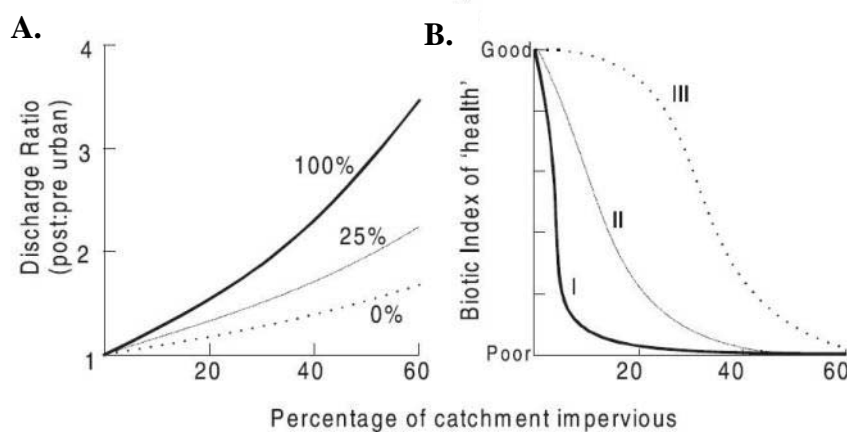 A.
4
3
2
1
Discharge Ratio
(post:pre urban)
100%
25%
0%
20
40
60
B.
Good
Poor
Biotic Index of 'health'
III
II
I
20
40
60
Percentage of catchment impervious